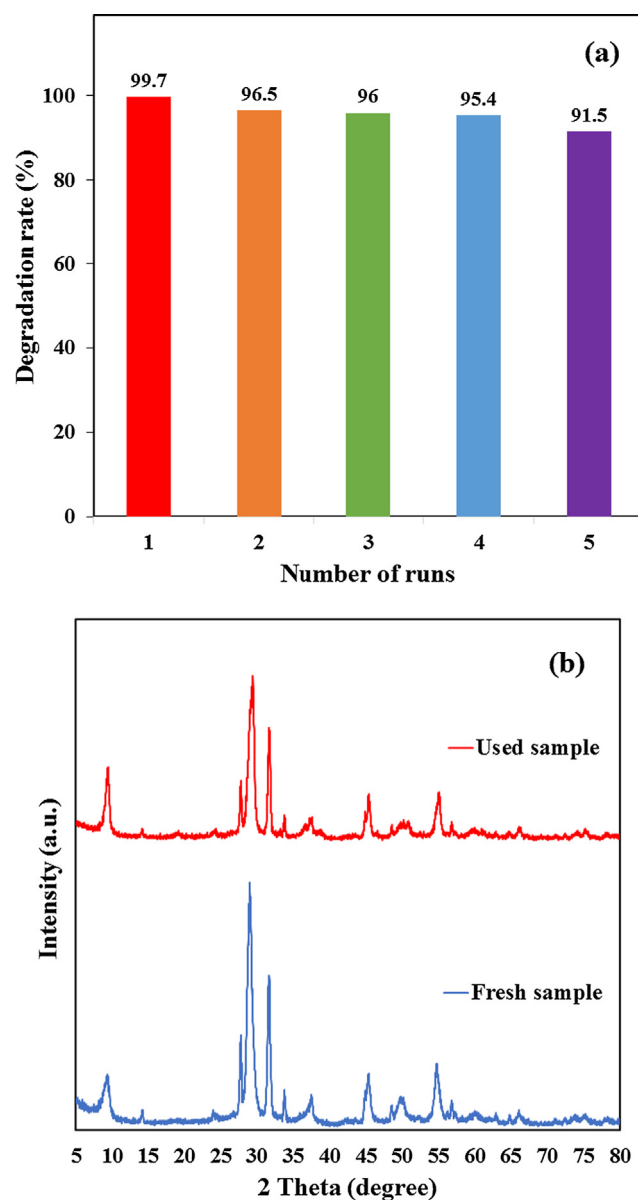 (a)
99.7
96.5
96
95.4
91.5
Degradation rate (%)
100
80
60
40
20
0
1 2 3 4 5
Number of runs
(b)
Used sample
Fresh sample
Intensity (a.u.)
5 10 15 20 25 30 35 40 45 50 55 60 65 70 75 80
2 Theta (degree)